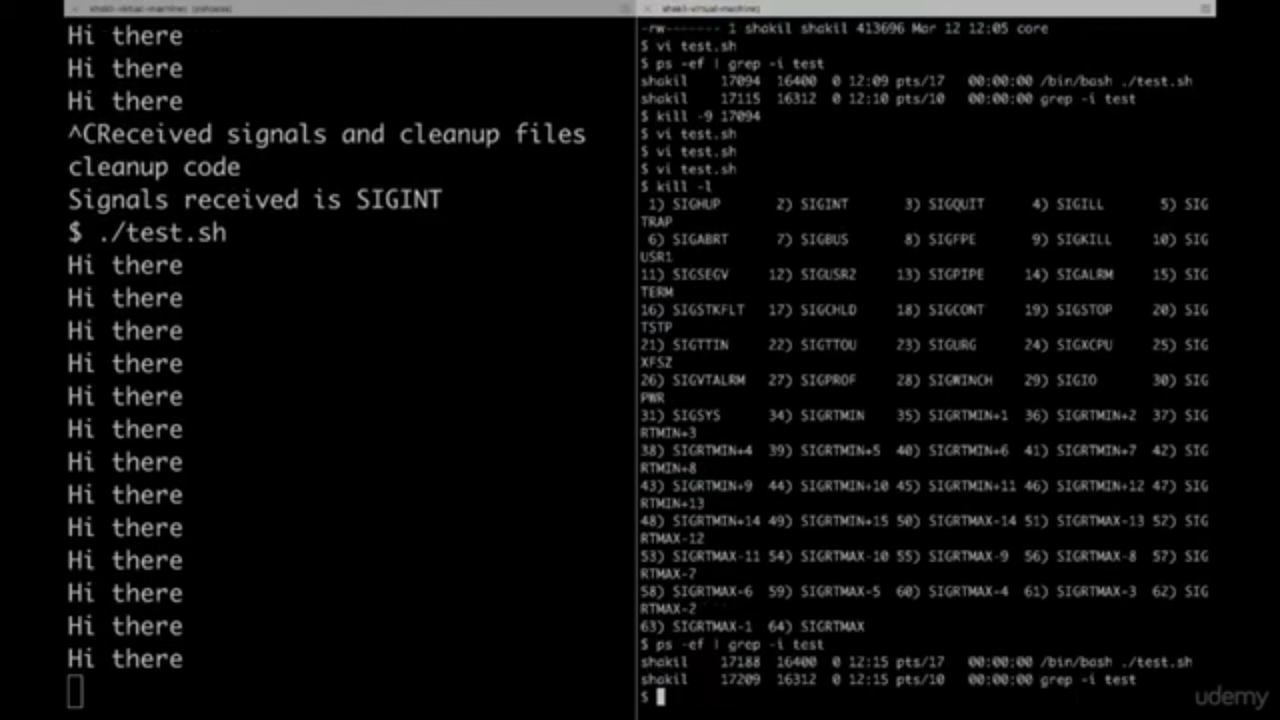 Hi there
Hi there
Hi there
^CReceived signals and cleanup files
cleanup code
Signals received is SIGINT
$ ./test.sh
Hi there
Hi there
Hi there
Hi there
Hi there
Hi there
Hi there
Hi there
Hi there
Hi there
Hi there
Hi there
Hi there
-rw------- 1 shakil shakil 413696 Mar 12 12:05 core
$ vi test.sh
$ ps -ef | grep -i test
shakil 17094 16400 0 12:09 pts/17 00:00:00 /bin/bash ./test.sh
shakil 17115 16312 0 12:10 pts/10 00:00:00 grep -i test
$ kill -9 17094
$ vi test.sh
$ vi test.sh
$ vi test.sh
$ kill -l
1) SIGHUP 2) SIGINT 3) SIGQUIT 4) SIGILL 5) SIG
TRAP
6) SIGABRT 7) SIGBUS 8) SIGFPE 9) SIGKILL 10) SIG
USR1
11) SIGSEGV 12) SIGUSR2 13) SIGPIPE 14) SIGALRM 15) SIG
TERM
16) SIGSTKFLT 17) SIGCHLD 18) SIGCONT 19) SIGSTOP 20) SIG
TSTP
21) SIGTTIN 22) SIGTTOU 23) SIGURG 24) SIGXCPU 25) SIG
XFSZ
26) SIGVTALRM 27) SIGPROF 28) SIGWINCH 29) SIGIO 30) SIG
PWR
31) SIGSYS 34) SIGRTMIN 35) SIGRTMIN+1 36) SIGRTMIN+2 37) SIG
RTMIN+3
38) SIGRTMIN+4 39) SIGRTMIN+5 40) SIGRTMIN+6 41) SIGRTMIN+7 42) SIG
RTMIN+8
43) SIGRTMIN+9 44) SIGRTMIN+10 45) SIGRTMIN+11 46) SIGRTMIN+12 47) SIG
RTMIN+13
48) SIGRTMIN+14 49) SIGRTMIN+15 50) SIGRTMAX-14 51) SIGRTMAX-13 52) SIG
RTMAX-12
53) SIGRTMAX-11 54) SIGRTMAX-10 55) SIGRTMAX-9 56) SIGRTMAX-8 57) SIG
RTMAX-7
58) SIGRTMAX-6 59) SIGRTMAX-5 60) SIGRTMAX-4 61) SIGRTMAX-3 62) SIG
RTMAX-2
63) SIGRTMAX-1 64) SIGRTMAX
$ ps -ef | grep -i test
shakil 17188 16400 0 12:15 pts/17 00:00:00 /bin/bash ./test.sh
shakil 17209 16312 0 12:15 pts/10 00:00:00 grep -i test
$
udemy